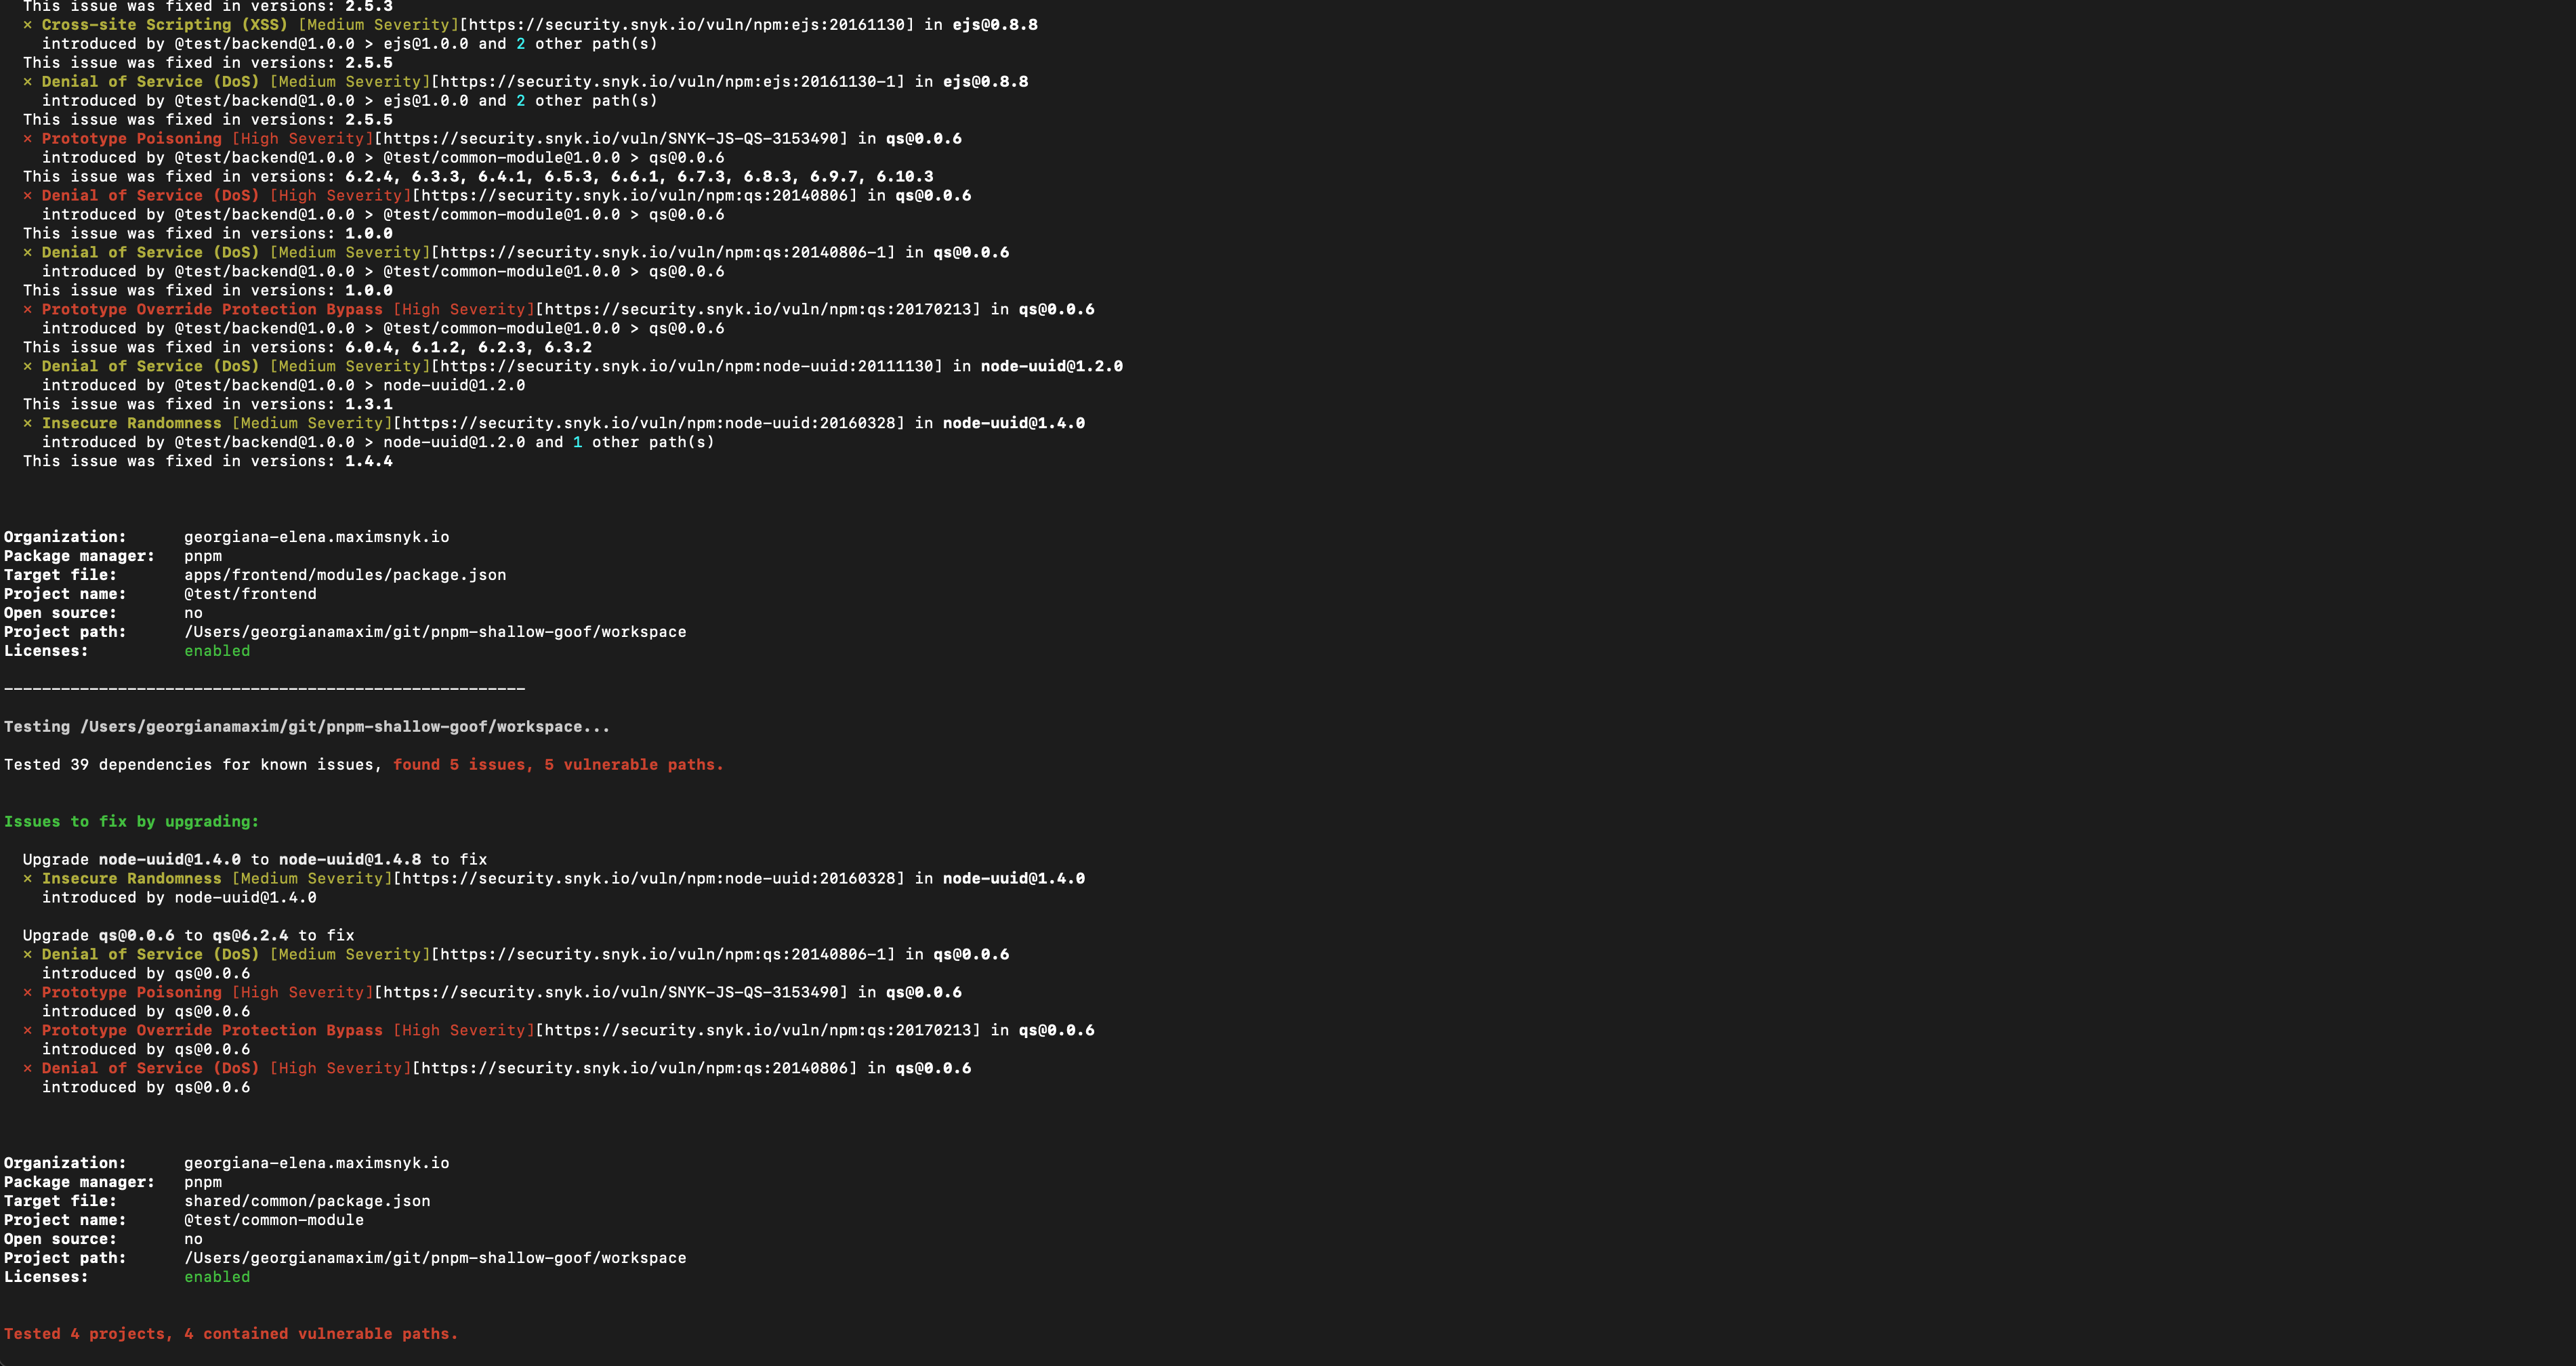 This issue was fixed in versions: 2.5.3
× Cross-site Scripting (XSS) [Medium Severity][https://security.snyk.io/vuln/npm:ejs:20161130] in ejs@0.8.8
introduced by @test/backend@1.0.0 > ejs@1.0.0 and 2 other path(s)
This issue was fixed in versions: 2.5.5
× Denial of Service (DoS) [Medium Severity][https://security.snyk.io/vuln/npm:ejs:20161130-1] in ejs@0.8.8
introduced by @test/backend@1.0.0 > ejs@1.0.0 and 2 other path(s)
This issue was fixed in versions: 2.5.5
× Prototype Poisoning [High Severity][https://security.snyk.io/vuln/SNYK-JS-QS-3153490] in qs@0.0.6
introduced by @test/backend@1.0.0 > @test/common-module@1.0.0 > qs@0.0.6
This issue was fixed in versions: 6.2.4, 6.3.3, 6.4.1, 6.5.3, 6.6.1, 6.7.3, 6.8.3, 6.9.7, 6.10.3
× Denial of Service (DoS) [High Severity][https://security.snyk.io/vuln/npm:qs:20140806] in qs@0.0.6
introduced by @test/backend@1.0.0 > @test/common-module@1.0.0 > qs@0.0.6
This issue was fixed in versions: 1.0.0
× Denial of Service (DoS) [Medium Severity][https://security.snyk.io/vuln/npm:qs:20140806-1] in qs@0.0.6
introduced by @test/backend@1.0.0 > @test/common-module@1.0.0 > qs@0.0.6
This issue was fixed in versions: 1.0.0
× Prototype Override Protection Bypass [High Severity][https://security.snyk.io/vuln/npm:qs:20170213] in qs@0.0.6
introduced by @test/backend@1.0.0 > @test/common-module@1.0.0 > qs@0.0.6
This issue was fixed in versions: 6.0.4, 6.1.2, 6.2.3, 6.3.2
× Denial of Service (DoS) [Medium Severity][https://security.snyk.io/vuln/npm:node-uuid:20111130] in node-uuid@1.2.0
introduced by @test/backend@1.0.0 > node-uuid@1.2.0
This issue was fixed in versions: 1.3.1
× Insecure Randomness [Medium Severity][https://security.snyk.io/vuln/npm:node-uuid:20160328] in node-uuid@1.4.0
introduced by @test/backend@1.0.0 > node-uuid@1.2.0 and 1 other path(s)
This issue was fixed in versions: 1.4.4
Organization: georgiana-elena.maximsnyk.io
Package manager: pnpm
Target file: apps/frontend/modules/package.json
Project name: @test/frontend
Open source: no
Project path: /Users/georgianamaxim/git/pnpm-shallow-goof/workspace
Licenses: enabled
-------------------------------------------------------
Testing /Users/georgianamaxim/git/pnpm-shallow-goof/workspace...
Tested 39 dependencies for known issues, found 5 issues, 5 vulnerable paths.
Issues to fix by upgrading:
Upgrade node-uuid@1.4.0 to node-uuid@1.4.8 to fix
× Insecure Randomness [Medium Severity][https://security.snyk.io/vuln/npm:node-uuid:20160328] in node-uuid@1.4.0
introduced by node-uuid@1.4.0
Upgrade qs@0.0.6 to qs@6.2.4 to fix
× Denial of Service (DoS) [Medium Severity][https://security.snyk.io/vuln/npm:qs:20140806-1] in qs@0.0.6
introduced by qs@0.0.6
× Prototype Poisoning [High Severity][https://security.snyk.io/vuln/SNYK-JS-QS-3153490] in qs@0.0.6
introduced by qs@0.0.6
× Prototype Override Protection Bypass [High Severity][https://security.snyk.io/vuln/npm:qs:20170213] in qs@0.0.6
introduced by qs@0.0.6
× Denial of Service (DoS) [High Severity][https://security.snyk.io/vuln/npm:qs:20140806] in qs@0.0.6
introduced by qs@0.0.6
Organization: georgiana-elena.maximsnyk.io
Package manager: pnpm
Target file: shared/common/package.json
Project name: @test/common-module
Open source: no
Project path: /Users/georgianamaxim/git/pnpm-shallow-goof/workspace
Licenses: enabled
Tested 4 projects, 4 contained vulnerable paths.